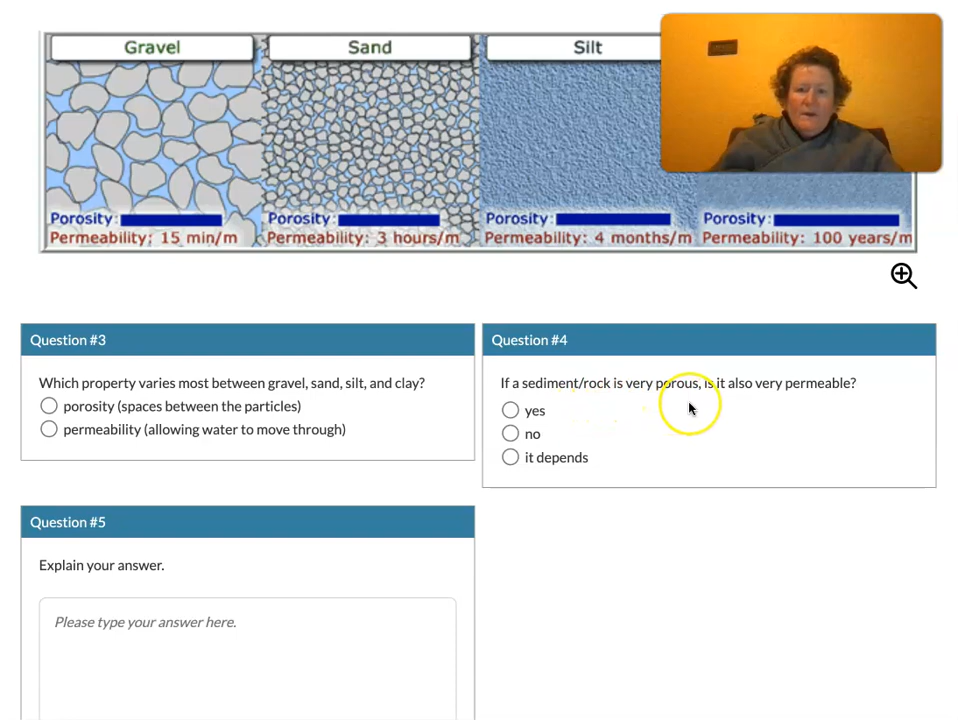 Gravel
Sand
Silt
Porosity:
Permeability: 15 min/m
Porosity:
Permeability: 3 hours/m
Porosity:
Permeability: 4 months/m
Porosity:
Permeability: 100 years/m
Question #3
Which property varies most between gravel, sand, silt, and clay?
porosity (spaces between the particles)
permeability (allowing water to move through)
Question #4
If a sediment/rock is very porous, is it also very permeable?
yes
no
it depends
Question #5
Explain your answer.
Please type your answer here.